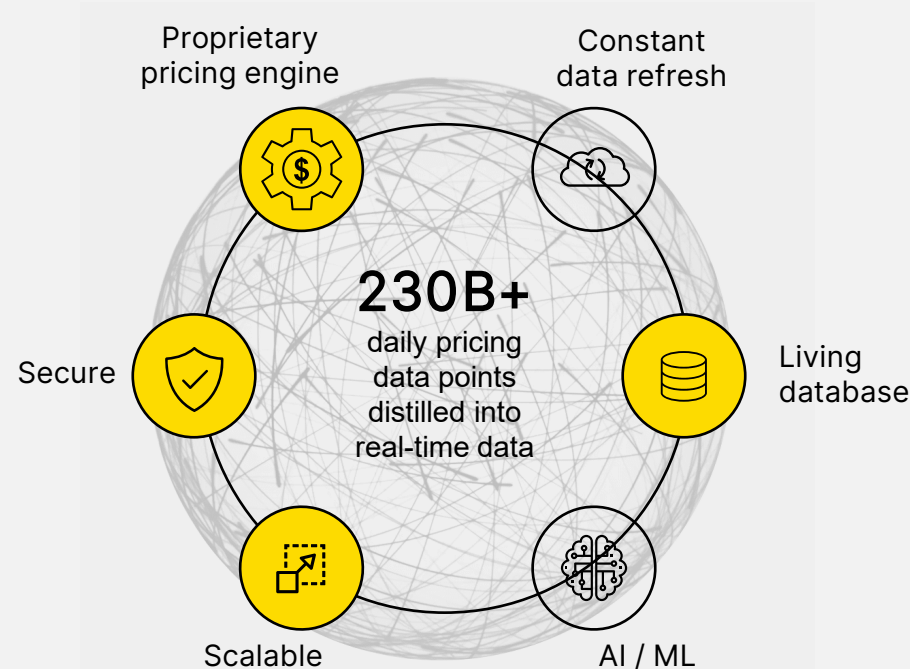 Proprietary
pricing engine
Constant
data refresh
$
230B+
daily pricing
data points
distilled into
real-time data
Secure
Living
database
Scalable
AI / ML